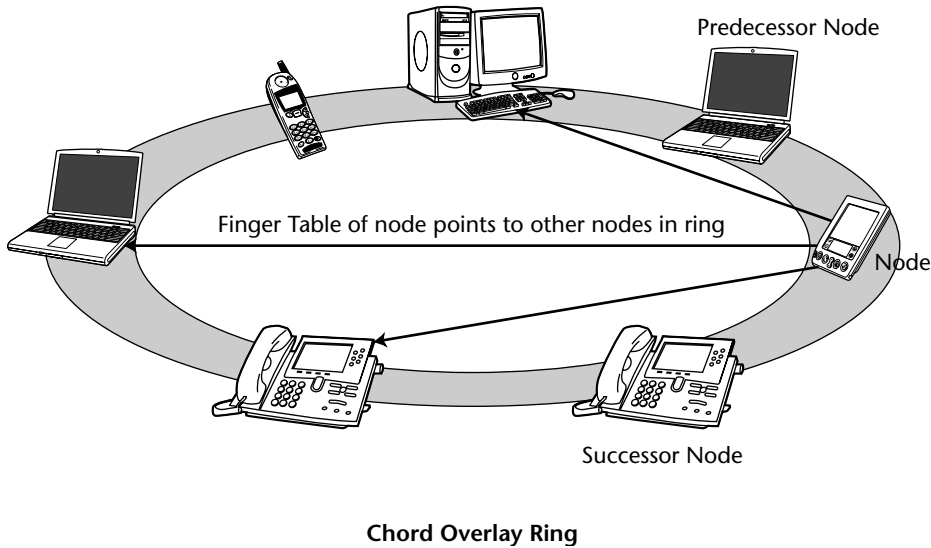 Predecessor Node
Finger Table of node points to other nodes in ring
Node
Successor Node
Chord Overlay Ring